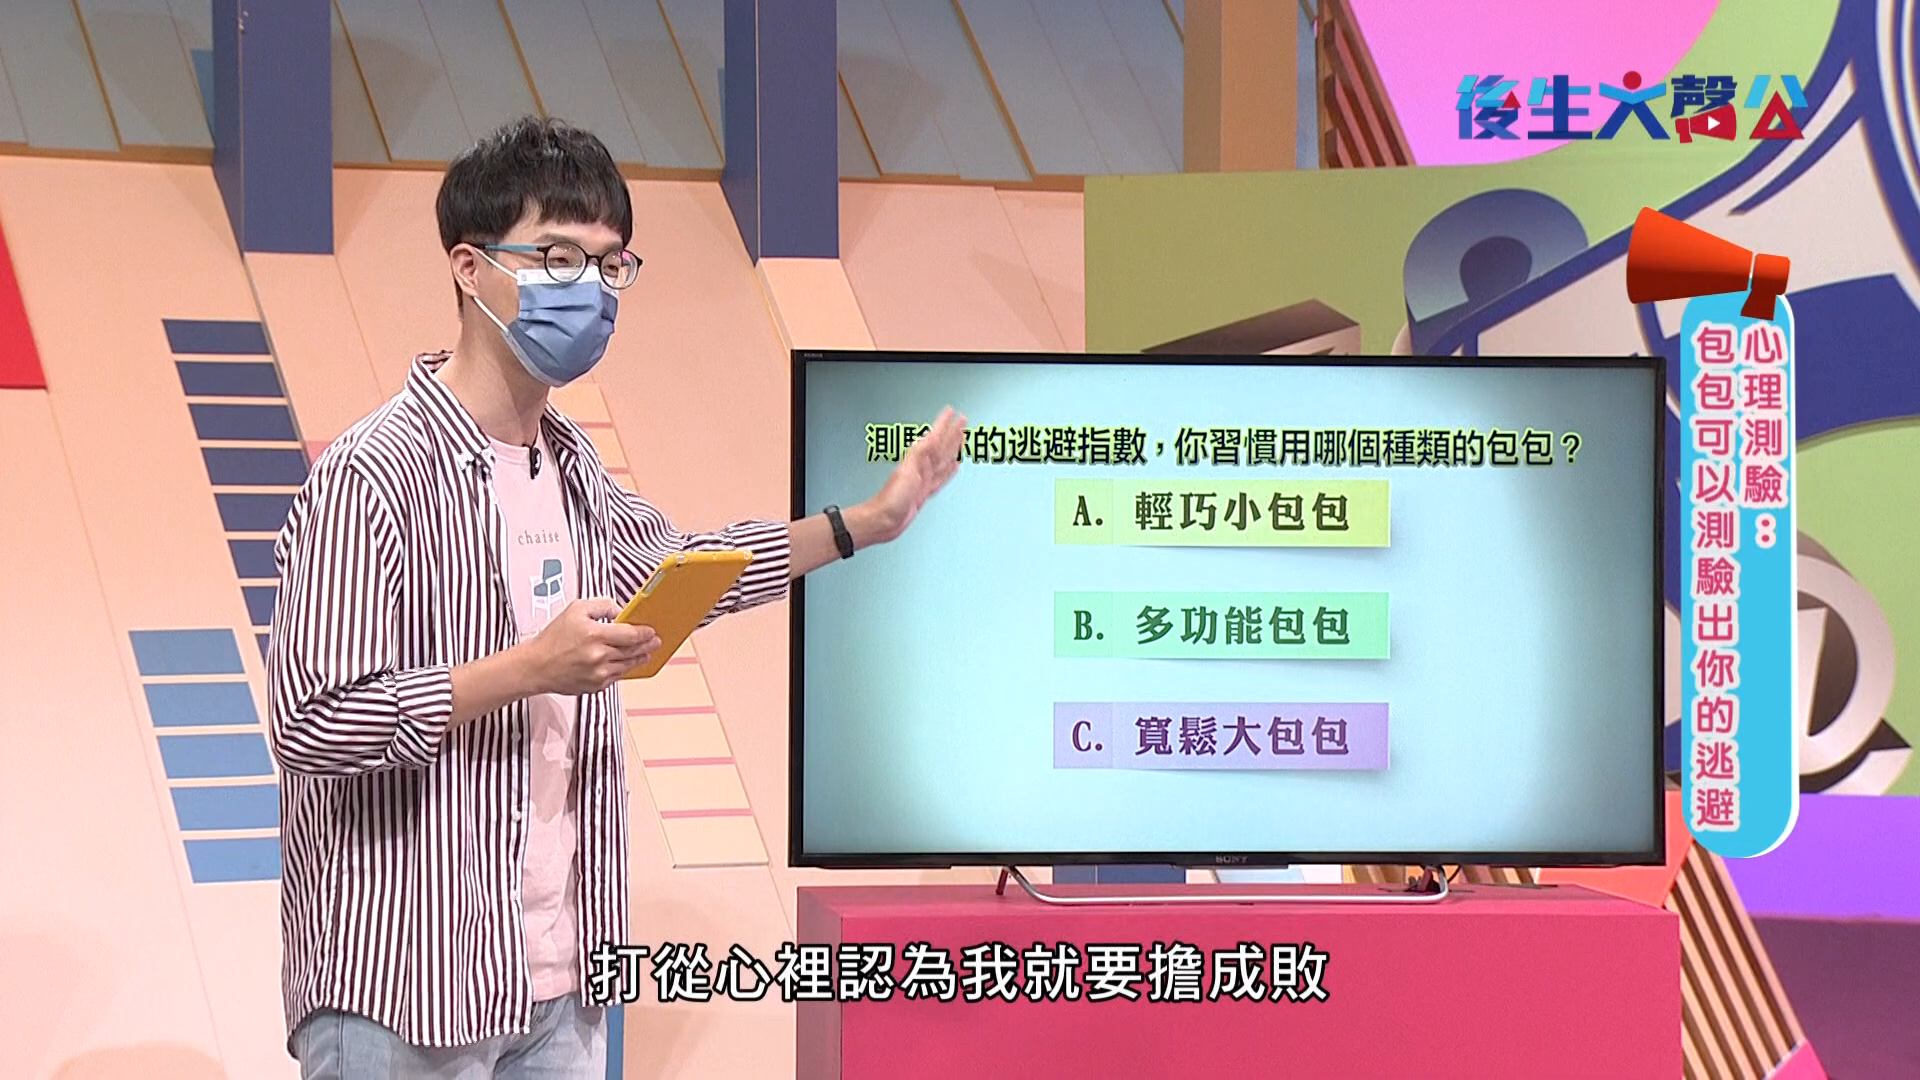 後生大聲公
心理測驗：
包包可以測驗出你的逃避
測驗你的逃避指數，你習慣用哪個種類的包包？
A. 輕巧小包包
B. 多功能包包
C. 寬鬆大包包
chaise
SONY
打從心裡認為我就要擔成敗